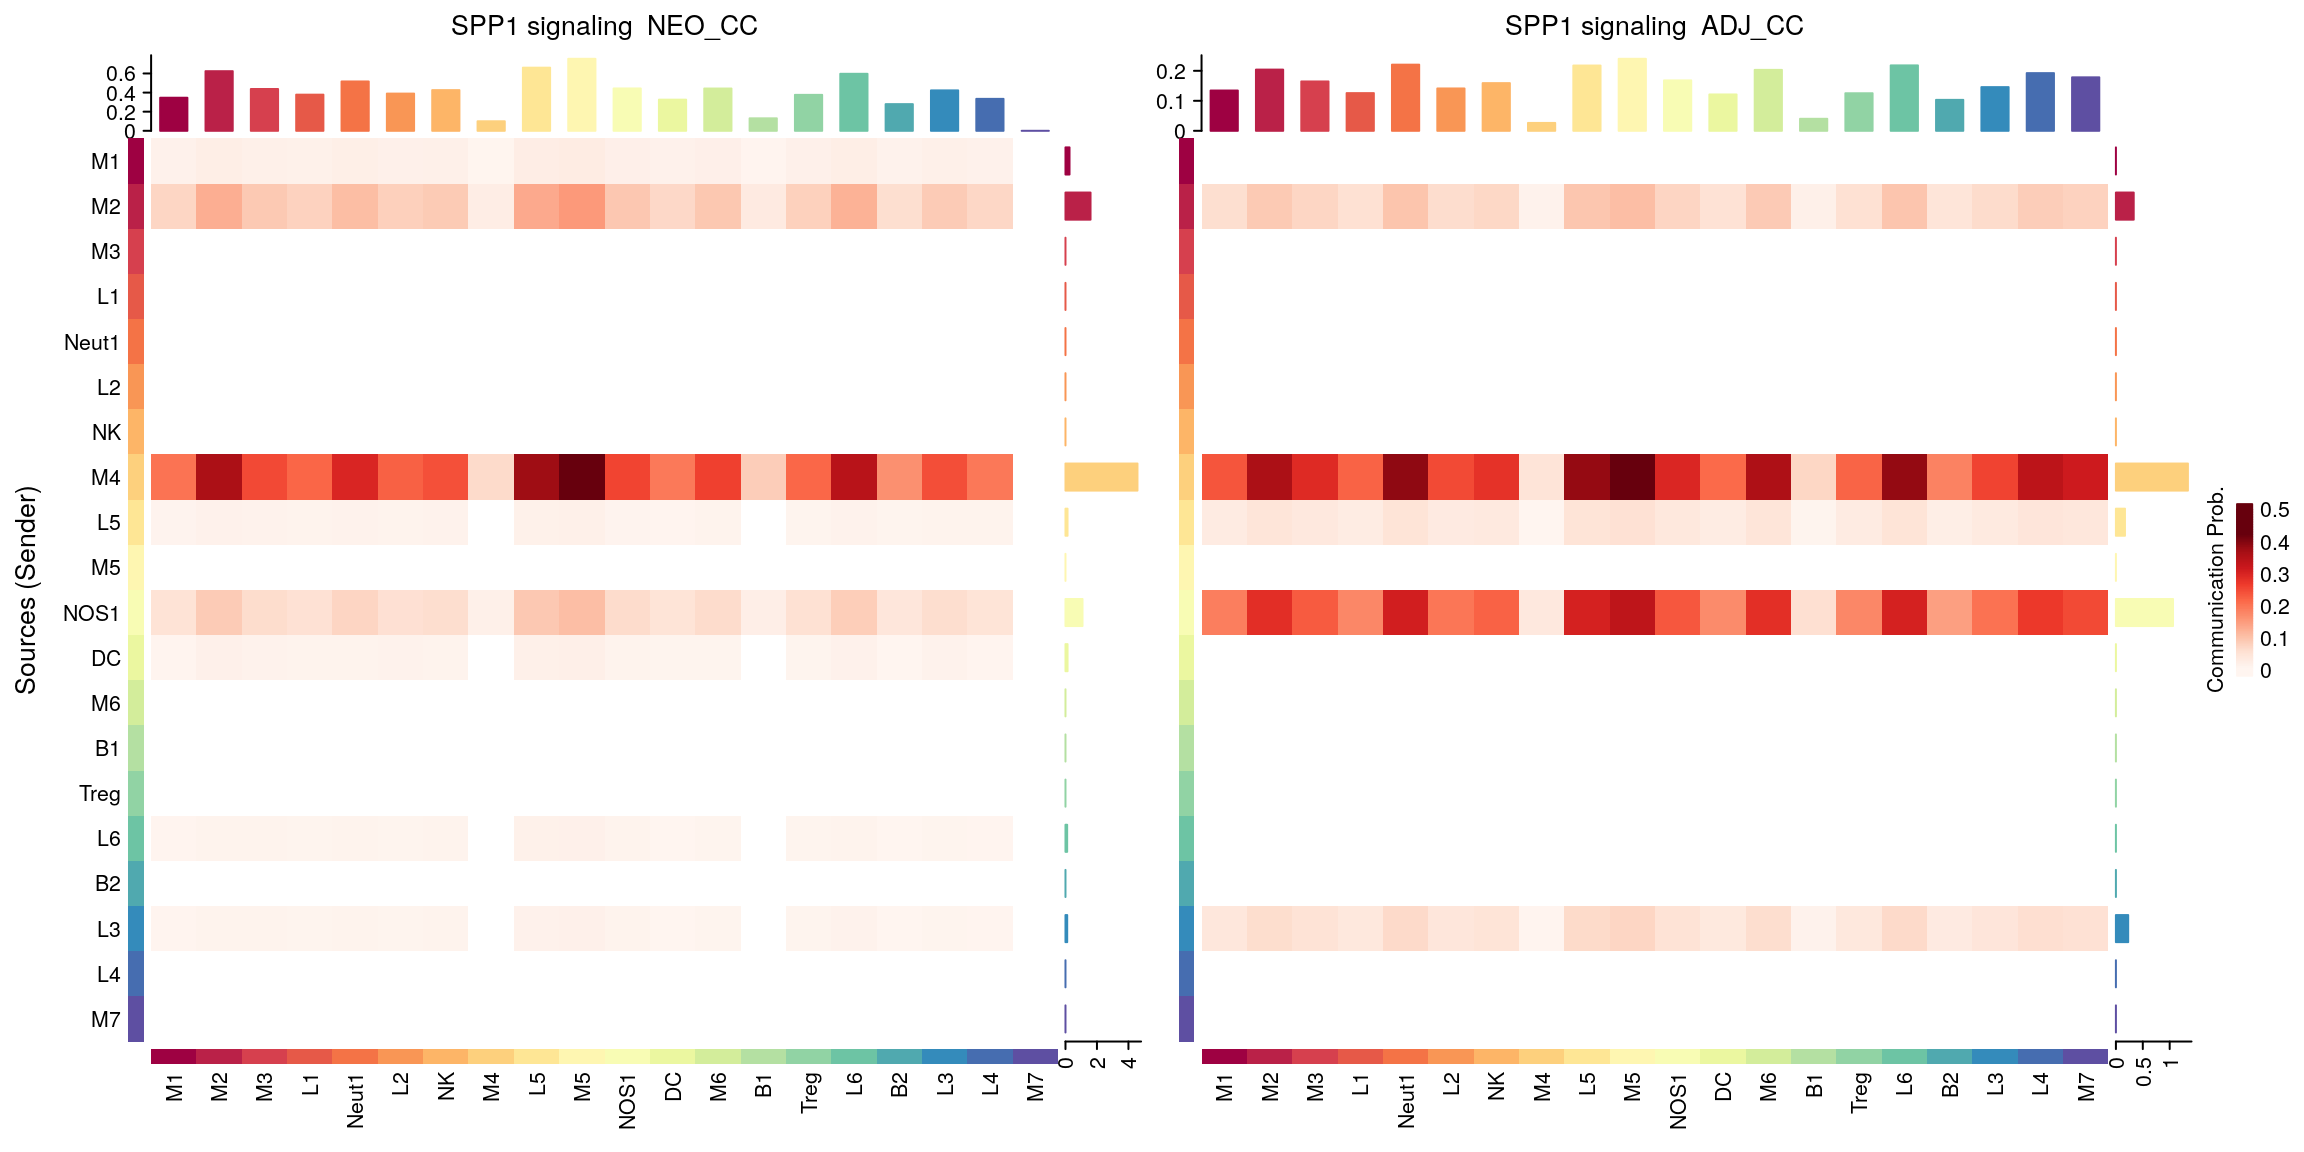 SPP1 signaling  NEO_CC
0.6
0.4
0.2
0
M1
M2
M3
L1
Neut1
L2
NK
M4
L5
M5
NOS1
DC
M6
B1
Treg
L6
B2
L3
L4
M7
Sources (Sender)
M1 M2 M3 L1 Neut1 L2 NK M4 L5 M5 NOS1 DC M6 B1 Treg L6 B2 L3 L4 M7
0 2 4
SPP1 signaling  ADJ_CC
0.2
0.1
0
M1 M2 M3 L1 Neut1 L2 NK M4 L5 M5 NOS1 DC M6 B1 Treg L6 B2 L3 L4 M7
0 0.5 1
Communication Prob.
0.5
0.4
0.3
0.2
0.1
0